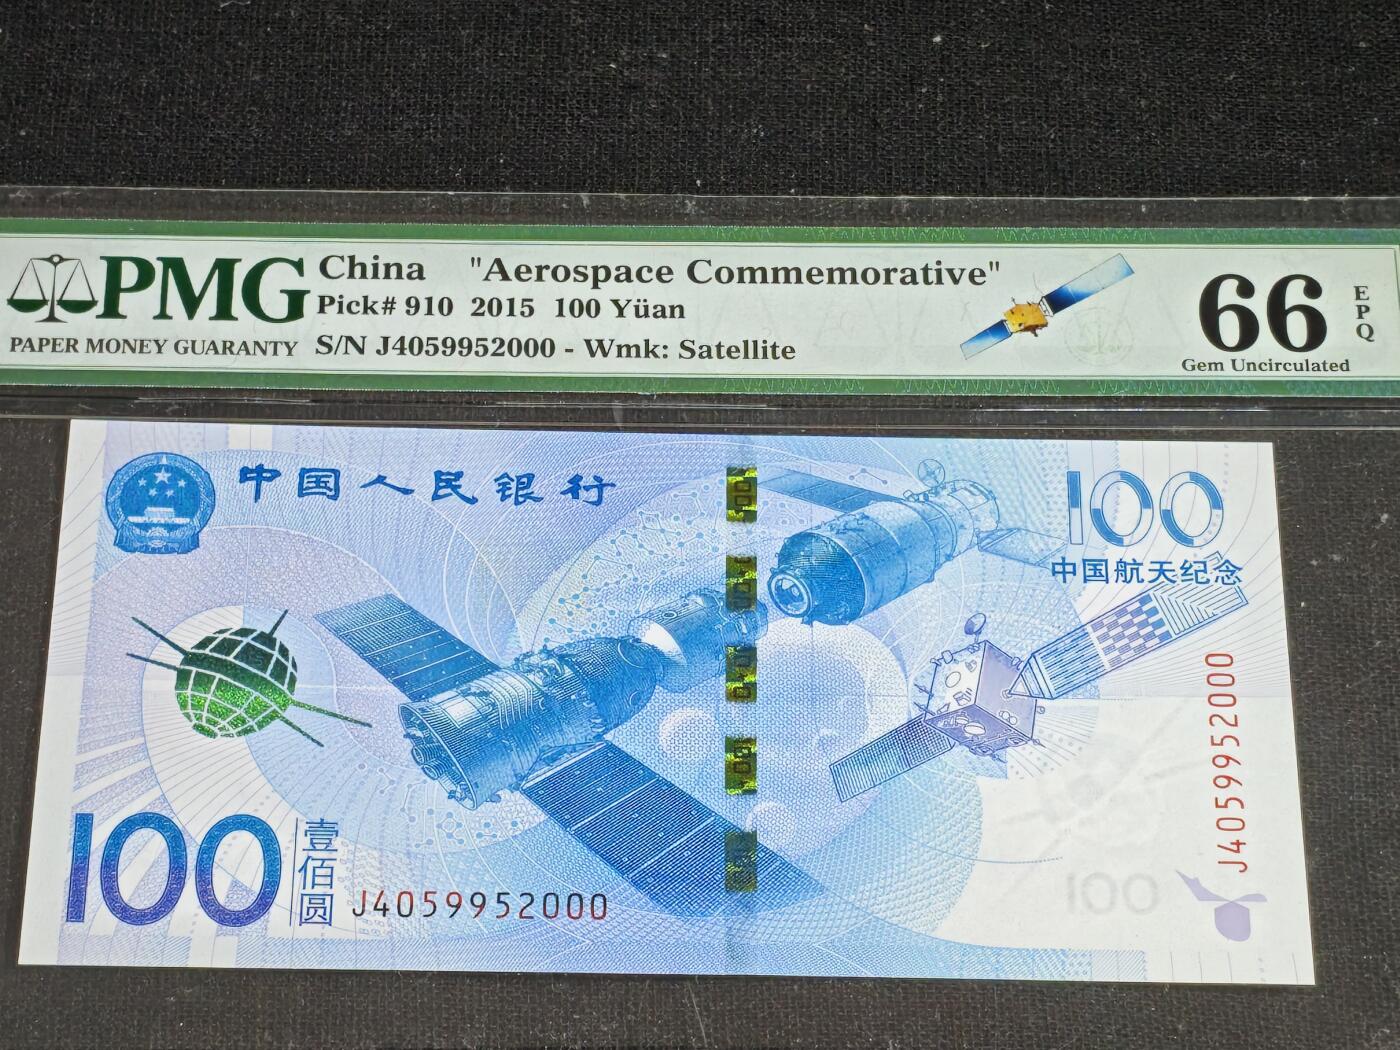 PMG
PAPER MONEY GUARANTY
China "Aerospace Commemorative"
Pick# 910 2015 100 Yüan
S/N J4059952000 - Wmk: Satellite
66
EPQ
Gem Uncirculated
中国人民银行
100
中国航天纪念
J4059952000
100
壹佰圆
J4059952000
100